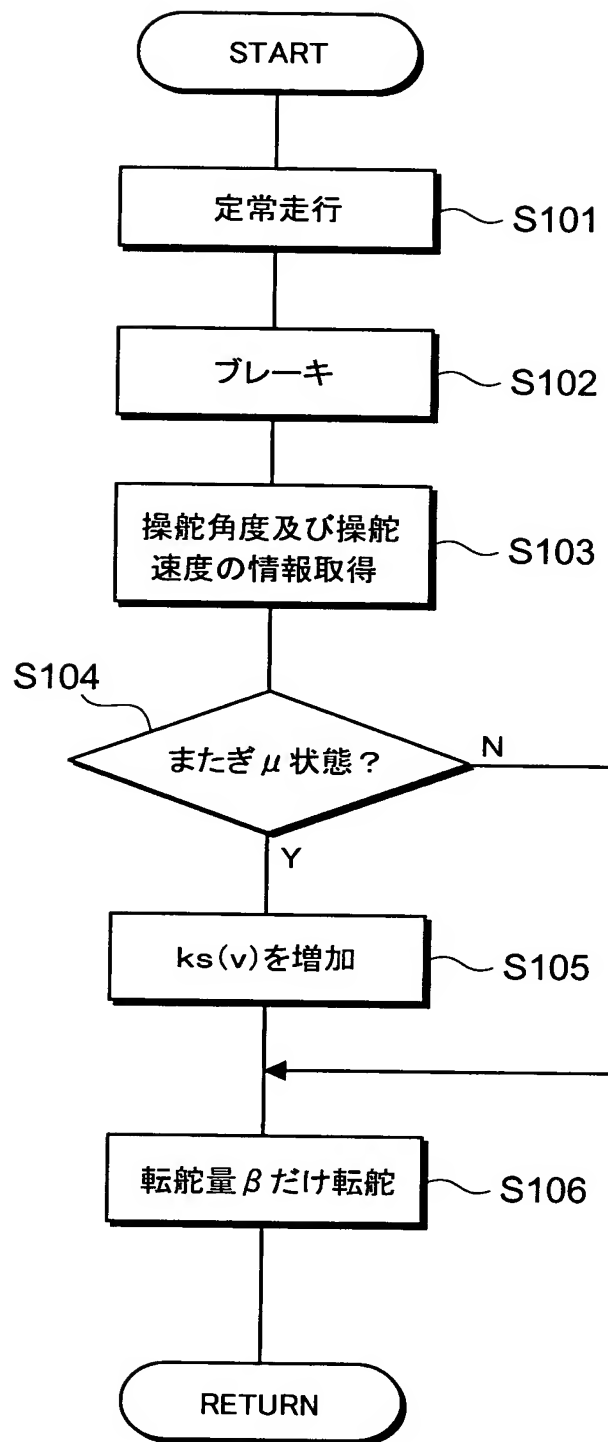 START
定常走行
S101
ブレーキ
S102
操舵角度及び操舵
速度の情報取得
S103
S104
またぎμ状態?
N
Y
ks(v)を増加
S105
転舵量βだけ転舵
S106
RETURN